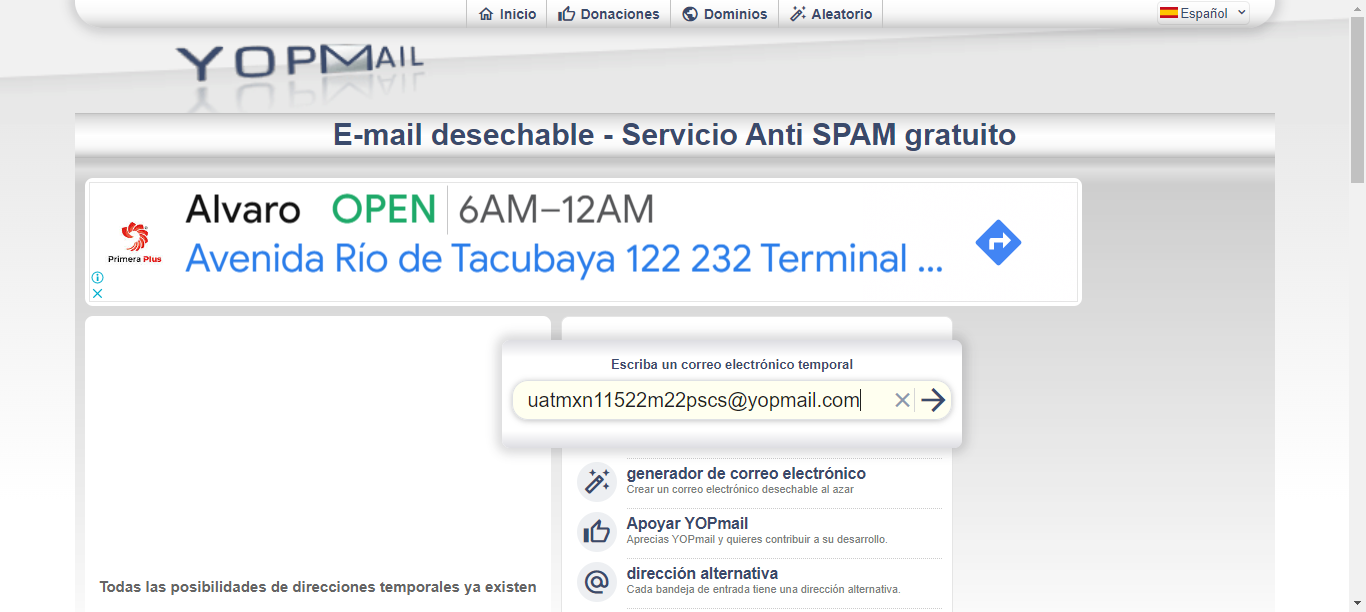 Inicio
Donaciones
Dominios
Aleatorio
Español
YOPMAIL
E-mail desechable - Servicio Anti SPAM gratuito
Alvaro OPEN 6AM–12AM
Primera Plus
Avenida Río de Tacubaya 122 232 Terminal ...
Escriba un correo electrónico temporal
uatmxn11522m22pscs@yopmail.com
generador de correo electrónico
Crear un correo electrónico desechable al azar
Apoyar YOPmail
Aprecias YOPmail y quieres contribuir a su desarrollo.
dirección alternativa
Cada bandeja de entrada tiene una dirección alternativa.
Todas las posibilidades de direcciones temporales ya existen